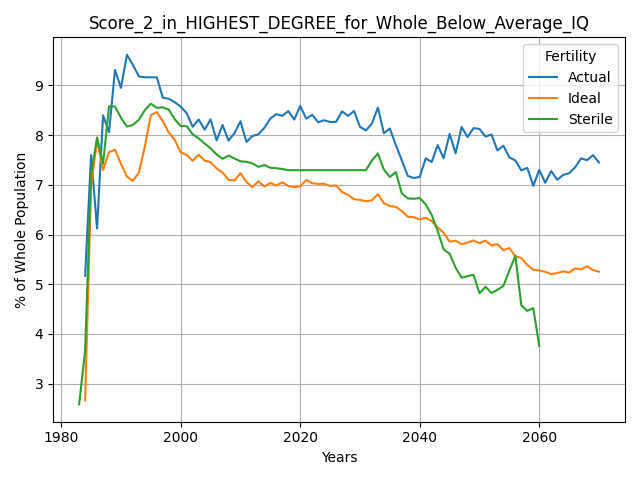 Score_2_in_HIGHEST_DEGREE_for_Whole_Below_Average_IQ
Fertility
Actual
Ideal
Sterile
% of Whole Population
9
8
7
6
5
4
3
1980
2000
2020
2040
2060
Years